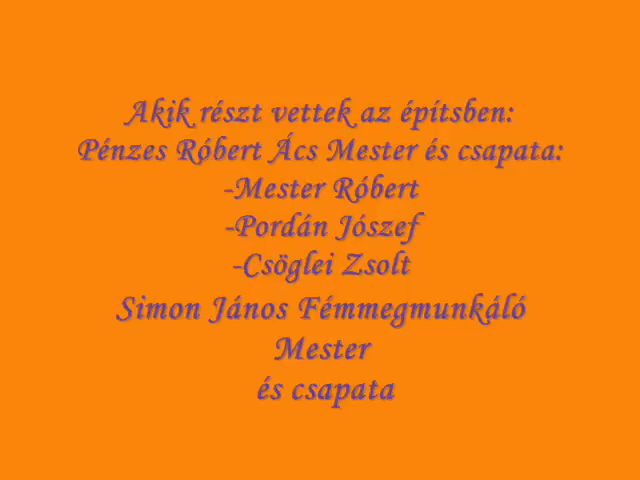 Akik részt vettek az építsben:
Pénzes Róbert Ács Mester és csapata:
-Mester Róbert
-Pordán Jószef
-Csöglei Zsolt
Simon János Fémmegmunkáló
Mester
és csapata